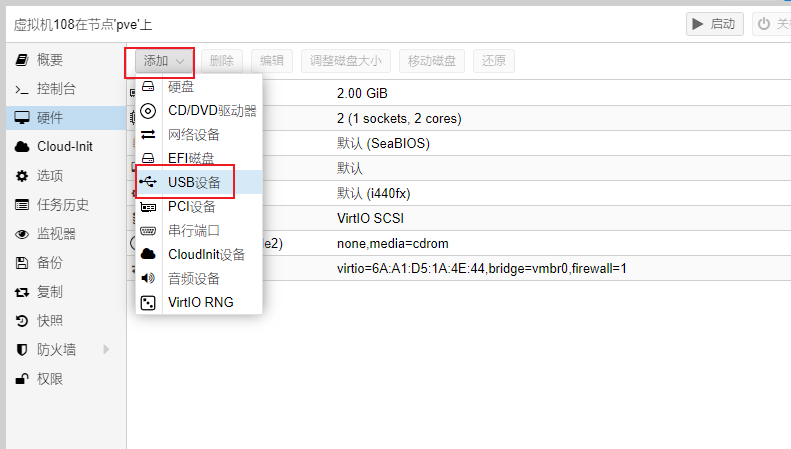 虚拟机108在节点'pve'上
启动
关
概要
控制台
硬件
Cloud-Init
选项
任务历史
监视器
备份
复制
快照
防火墙
权限
添加 删除 编辑 调整磁盘大小 移动磁盘 还原
硬盘
CD/DVD驱动器
网络设备
EFI磁盘
USB设备
PCI设备
串行端口
CloudInit设备
音频设备
VirtIO RNG
2.00 GiB
2 (1 sockets, 2 cores)
默认 (SeaBIOS)
默认
默认 (i440fx)
VirtIO SCSI
e2) none,media=cdrom
virtio=6A:A1:D5:1A:4E:44,bridge=vmbr0,firewall=1